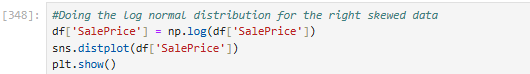 [348]: #Doing the log normal distribution for the right skewed data
df['SalePrice'] = np.log(df['SalePrice'])
sns.distplot(df['SalePrice'])
plt.show()